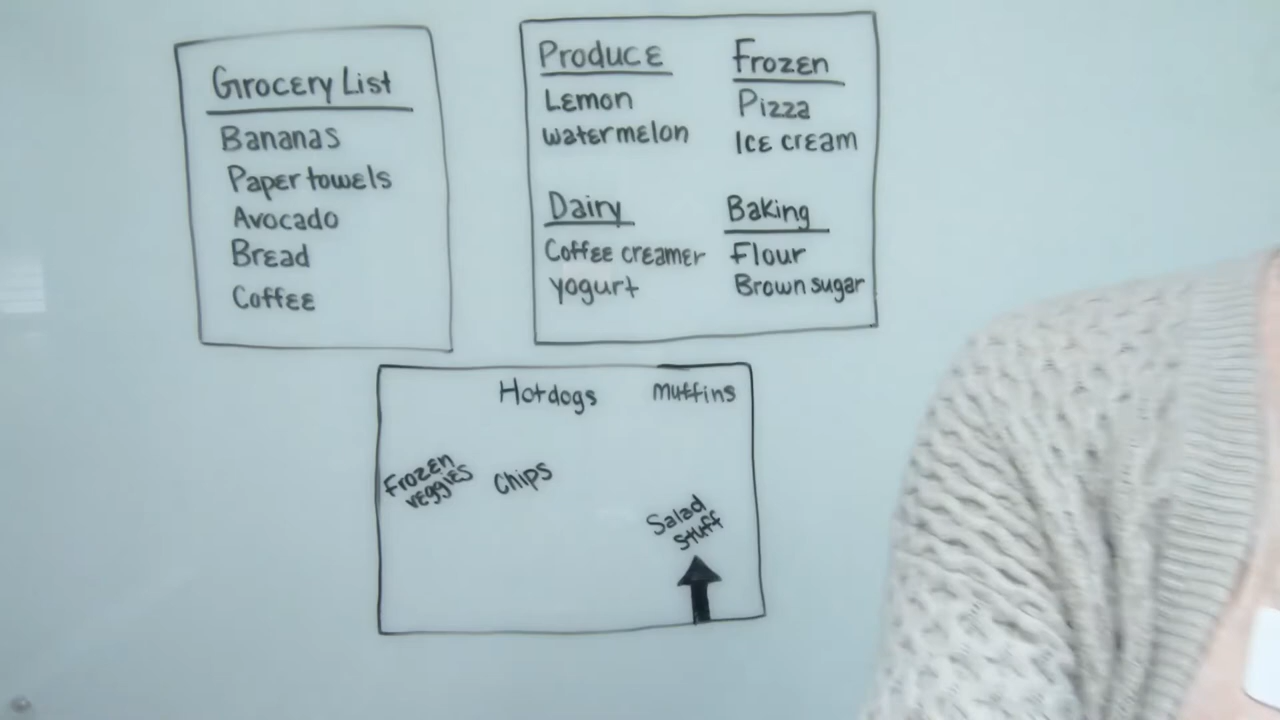 Grocery List
Bananas
Paper towels
Avocado
Bread
Coffee
Produce
Lemon
watermelon
Frozen
Pizza
Ice cream
Dairy
Coffee creamer
yogurt
Baking
Flour
Brown sugar
Hotdogs
muffins
Frozen
veggies
Chips
Salad
stuff